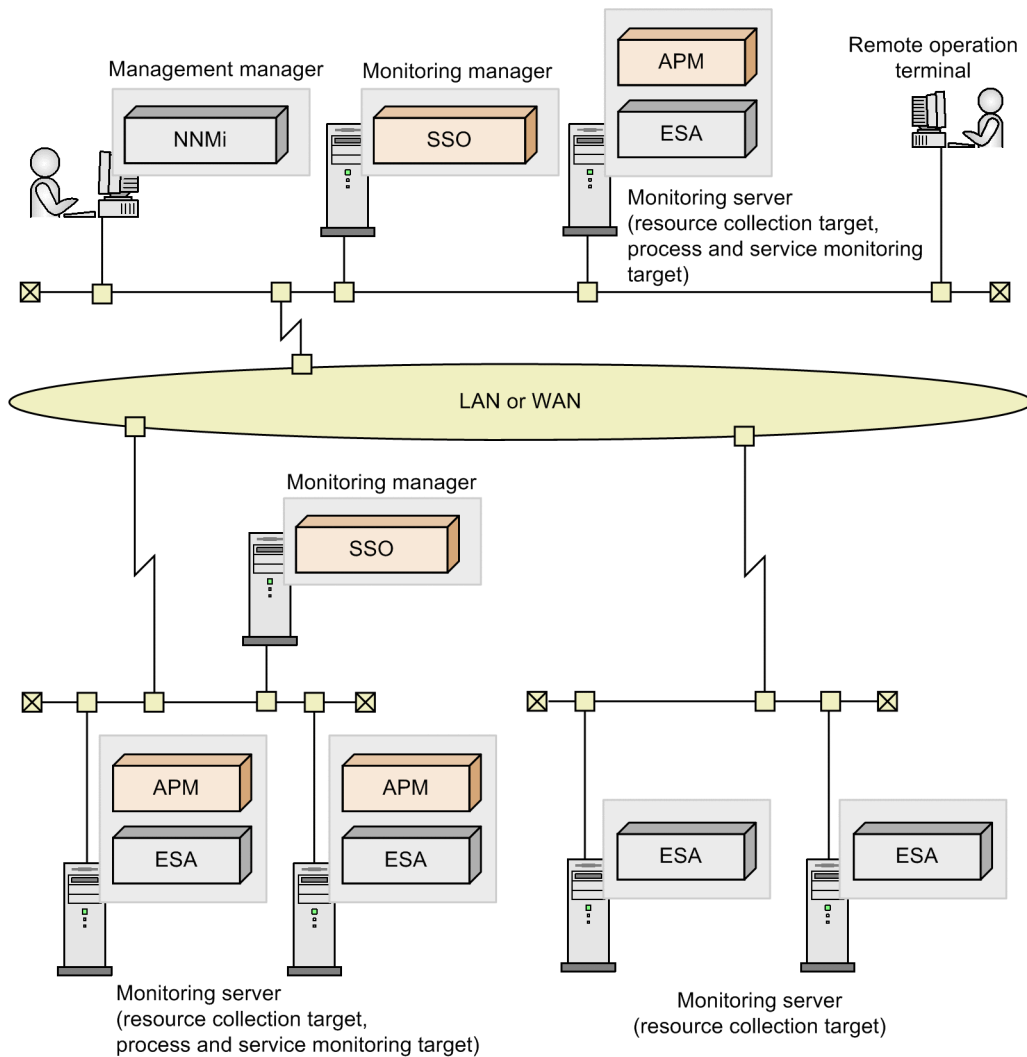 Management manager
NNMi
Monitoring manager
SSO
APM
ESA
Monitoring server
(resource collection target,
process and service monitoring
target)
Remote operation
terminal
LAN or WAN
Monitoring manager
SSO
APM
ESA
APM
ESA
Monitoring server
(resource collection target,
process and service monitoring target)
ESA
ESA
Monitoring server
(resource collection target)